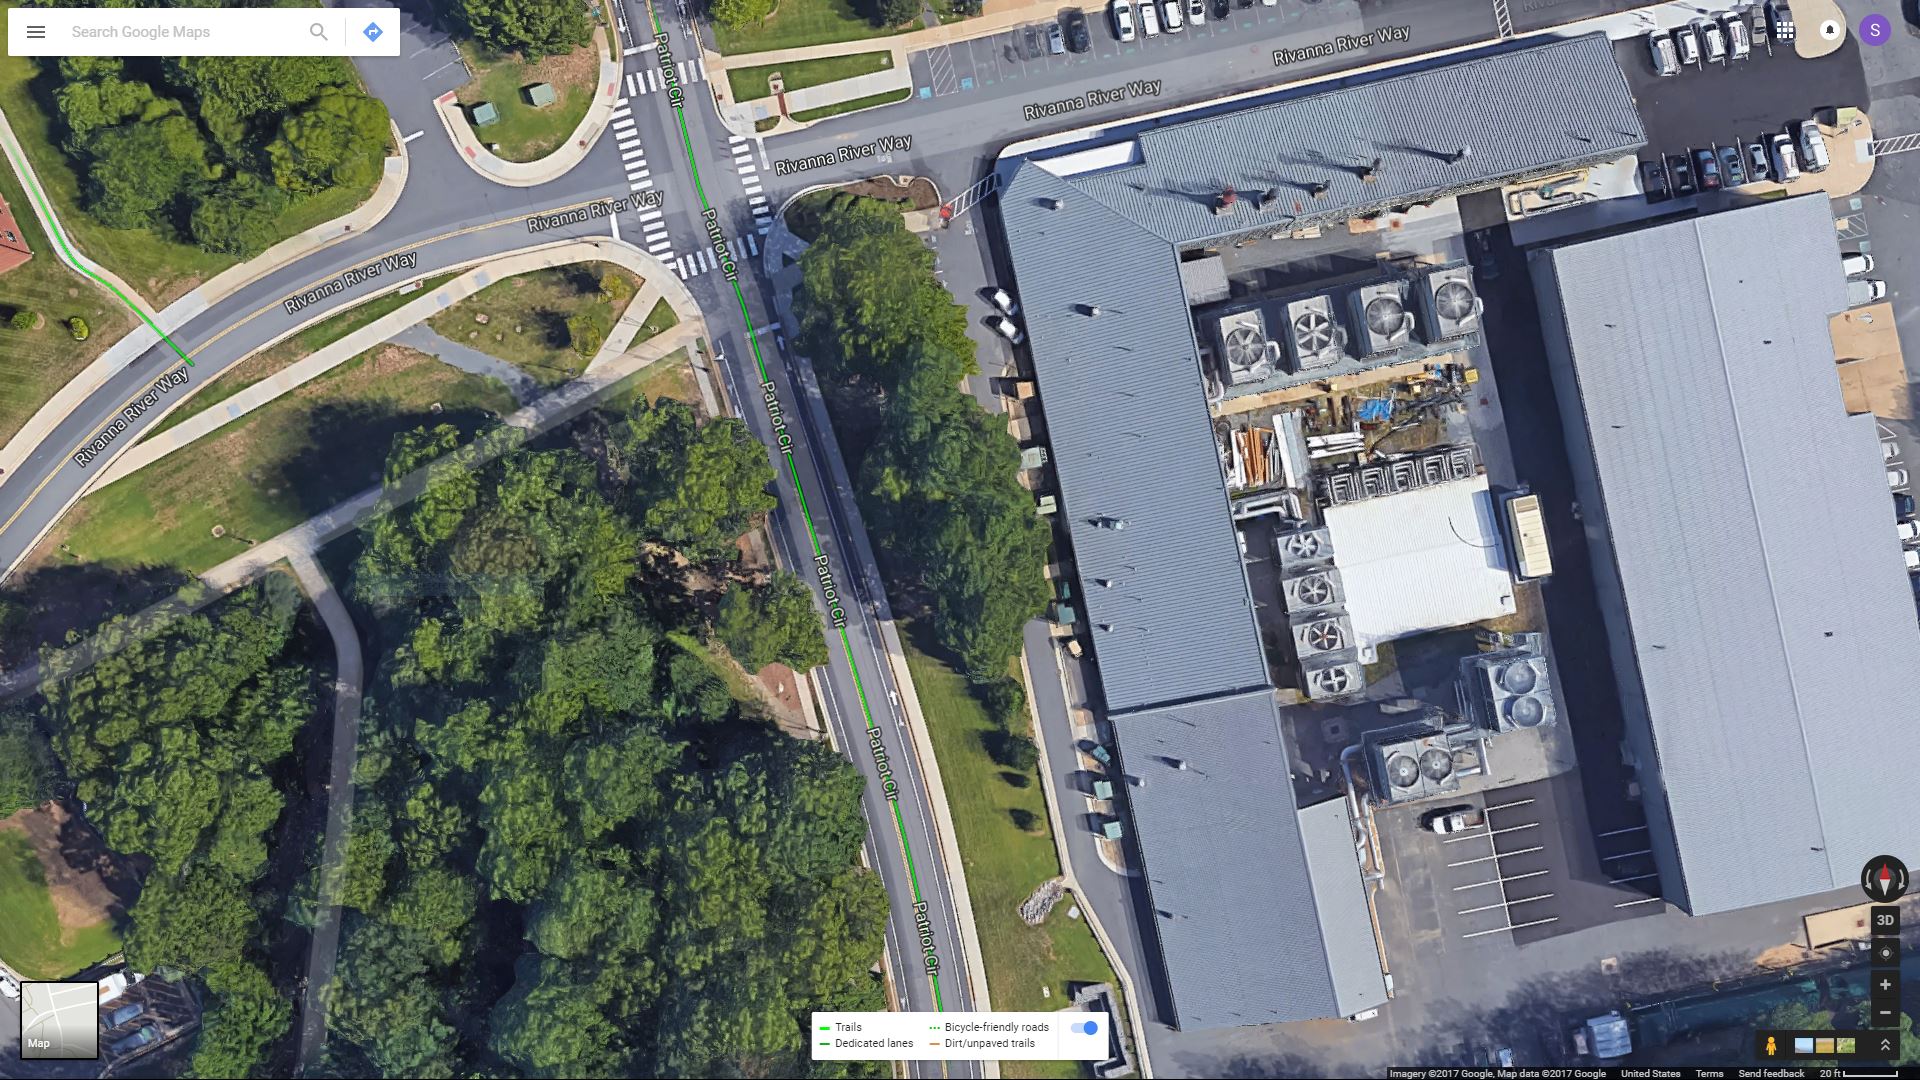 Search Google Maps
S
Patriot Cir
Rivanna River Way
Rivanna River Way
Rivanna River Way
Rivanna River Way
Patriot Cir
Rivanna River Way
Rivanna River Way
Patriot Cir
Patriot Cir
Patriot Cir
Patriot Cir
Map
Trails
Bicycle-friendly roads
Dedicated lanes
Dirt/unpaved trails
3D
+
−
Imagery ©2017 Google, Map data ©2017 Google United States Terms Send feedback 20 ft